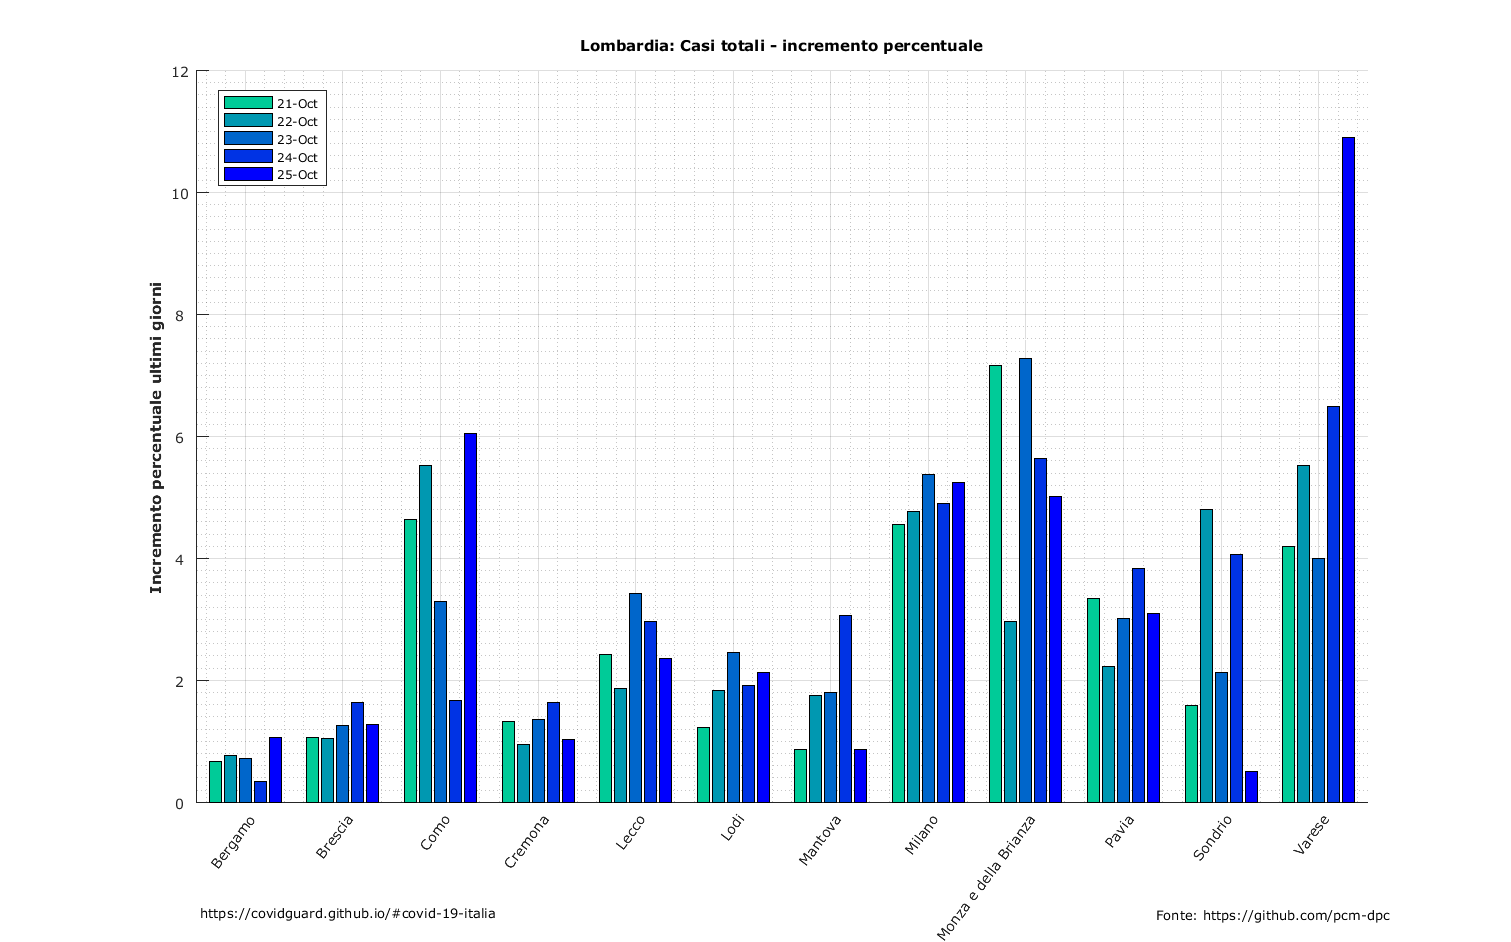 Lombardia: Casi totali - incremento percentuale
12
10
8
6
4
2
0
Incremento percentuale ultimi giorni
21-Oct
22-Oct
23-Oct
24-Oct
25-Oct
Bergamo
Brescia
Como
Cremona
Lecco
Lodi
Mantova
Milano
Monza e della Brianza
Pavia
Sondrio
Varese
https://covidguard.github.io/#covid-19-italia
Fonte: https://github.com/pcm-dpc